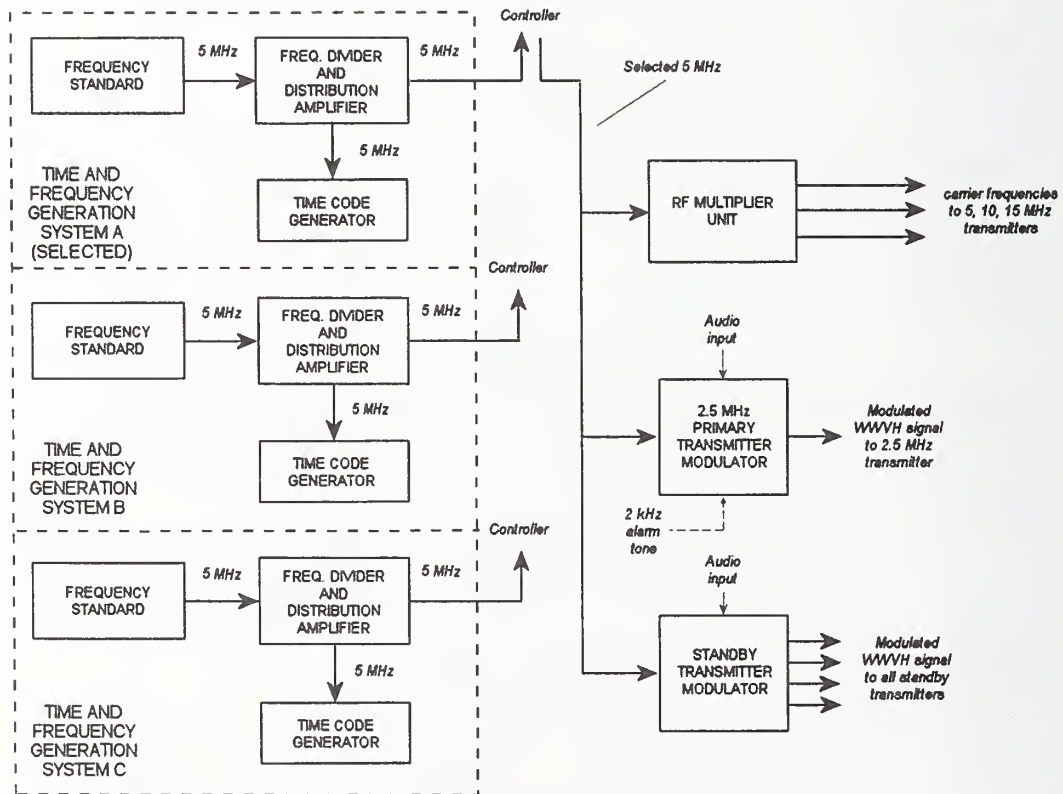 Controller
5 MHz
5 MHz
FREQUENCY
STANDARD
FREQ. DIVIDER
AND
DISTRIBUTION
AMPLIFIER
5 MHz
TIME CODE
GENERATOR
TIME AND
FREQUENCY
GENERATION
SYSTEM A
(SELECTED)
Selected 5 MHz
RF MULTIPLIER
UNIT
carrier frequencies
to 5, 10, 15 MHz
transmitters
Controller
5 MHz
5 MHz
FREQUENCY
STANDARD
FREQ. DIVIDER
AND
DISTRIBUTION
AMPLIFIER
5 MHz
TIME CODE
GENERATOR
TIME AND
FREQUENCY
GENERATION
SYSTEM B
Audio
input
2.5 MHz
PRIMARY
TRANSMITTER
MODULATOR
Modulated
WWVH signal
to 2.5 MHz
transmitter
2 kHz
alarm
tone
Controller
5 MHz
5 MHz
FREQUENCY
STANDARD
FREQ. DIVIDER
AND
DISTRIBUTION
AMPLIFIER
5 MHz
TIME CODE
GENERATOR
TIME AND
FREQUENCY
GENERATION
SYSTEM C
Audio
input
STANDBY
TRANSMITTER
MODULATOR
Modulated
WWVH signal
to all standby
transmitters